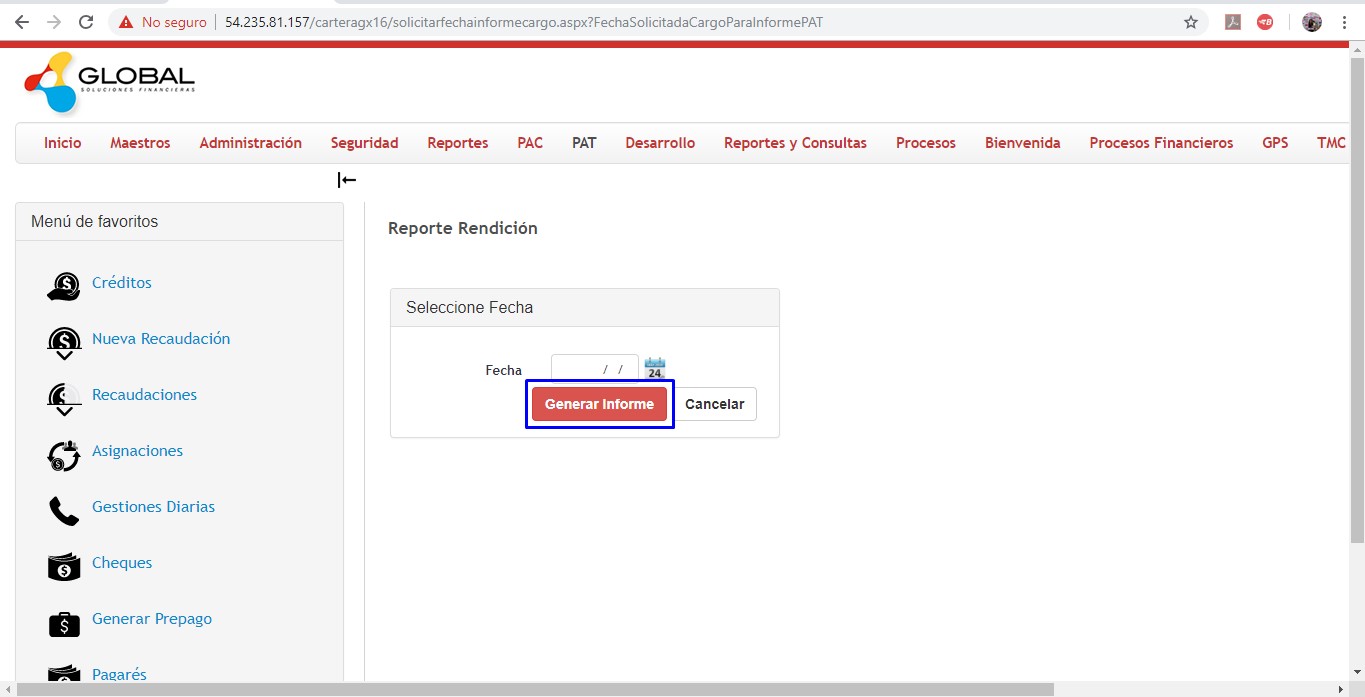 No seguro
54.235.81.157/carteragx16/solicitarfechainformecargo.aspx?FechaSolicitadaCargoParaInformePAT
GLOBAL
SOLUCIONES FINANCIERAS
Inicio Maestros Administración Seguridad Reportes PAC PAT Desarrollo Reportes y Consultas Procesos Bienvenida Procesos Financieros GPS TMC
Menú de favoritos
Créditos
Nueva Recaudación
Recaudaciones
Asignaciones
Gestiones Diarias
Cheques
Generar Prepago
Pagarés
Reporte Rendición
Seleccione Fecha
Fecha / / 24
Generar Informe Cancelar